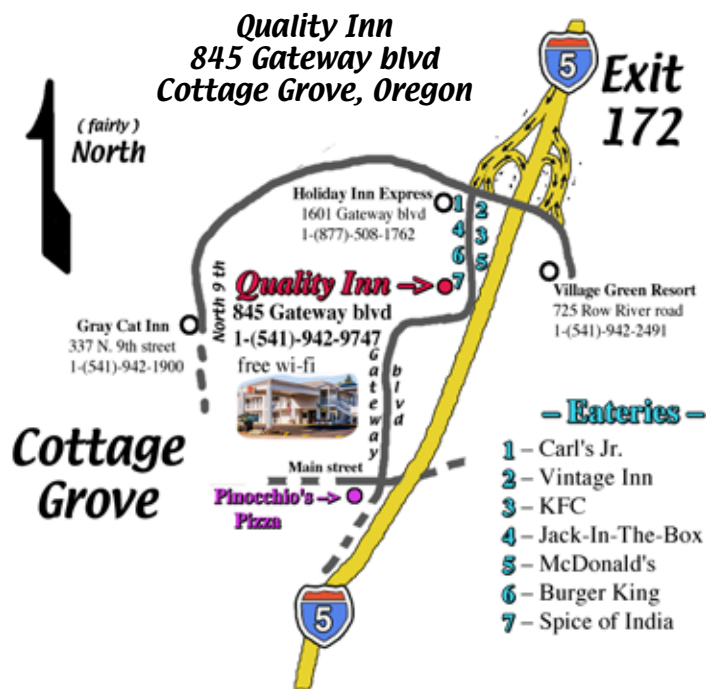 Quality Inn
845 Gateway blvd
Cottage Grove, Oregon
5
Exit
172
( fairly )
North
Holiday Inn Express
1601 Gateway blvd
1-(877)-508-1762
1
2
4
3
6
5
7
North 9 th
Quality Inn –>
845 Gateway blvd
1-(541)-942-9747
free wi-fi
Village Green Resort
725 Row River road
1-(541)-942-2491
Gray Cat Inn
337 N. 9th street
1-(541)-942-1900
Gateway
blvd
Cottage
Grove
Main street
Pinocchio's –>
Pizza
– Eateries –
1 – Carl's Jr.
2 – Vintage Inn
3 – KFC
4 – Jack-In-The-Box
5 – McDonald's
6 – Burger King
7 – Spice of India
5